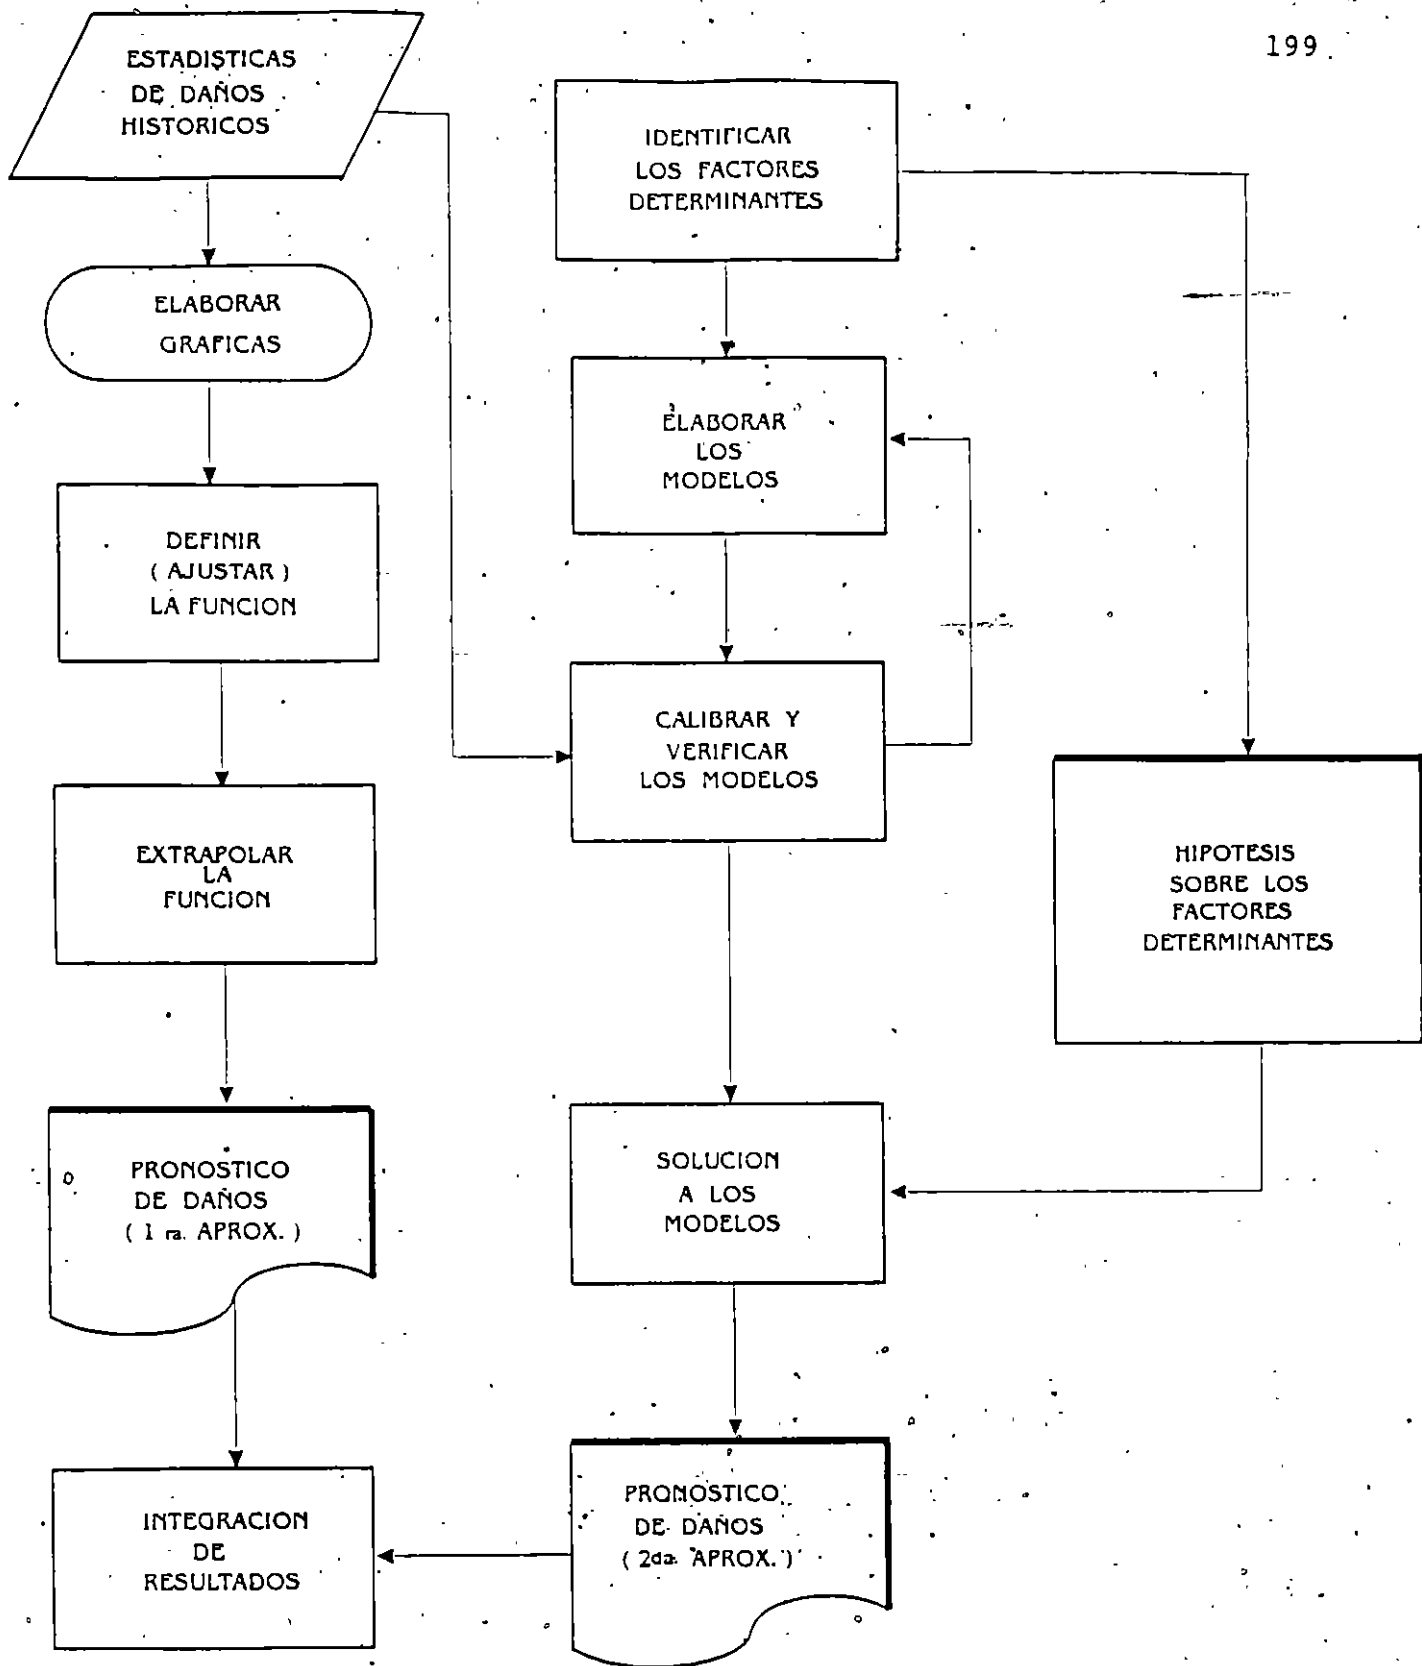 199
ESTADISTICAS
DE DAÑOS
HISTORICOS
ELABORAR
GRAFICAS
DEFINIR
( AJUSTAR )
LA FUNCION
EXTRAPOLAR
LA
FUNCION
PRONOSTICO
DE DAÑOS
( 1 ra. APROX. )
INTEGRACION
DE
RESULTADOS
IDENTIFICAR
LOS FACTORES
DETERMINANTES
ELABORAR
LOS
MODELOS
CALIBRAR Y
VERIFICAR
LOS MODELOS
SOLUCION
A LOS
MODELOS
PRONOSTICO
DE DAÑOS
( 2da. APROX. )
HIPOTESIS
SOBRE LOS
FACTORES
DETERMINANTES